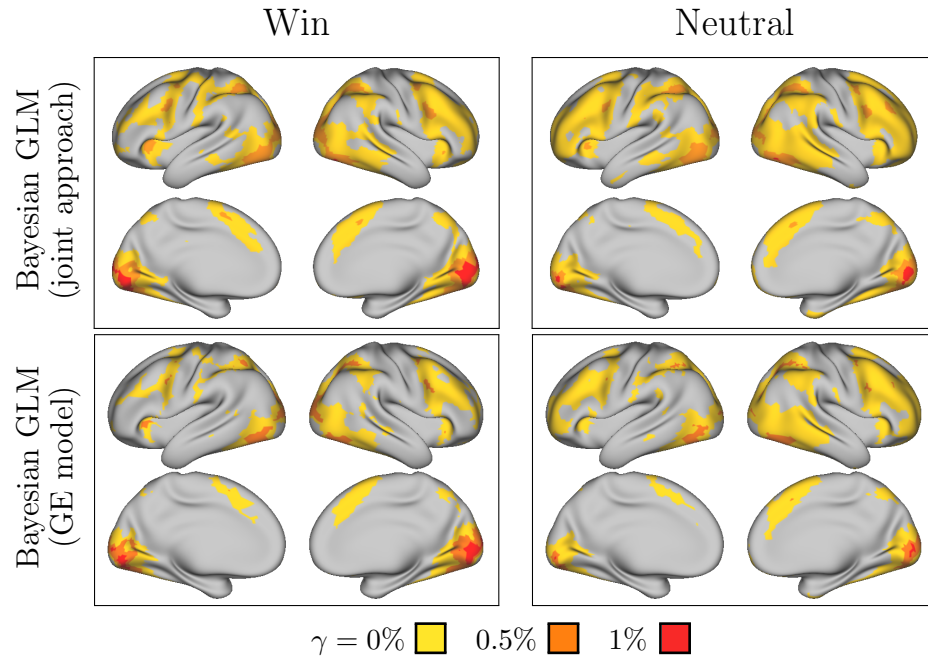 Win
Neutral
Bayesian GLM
(joint approach)
Bayesian GLM
(GE model)
γ = 0%
0.5%
1%